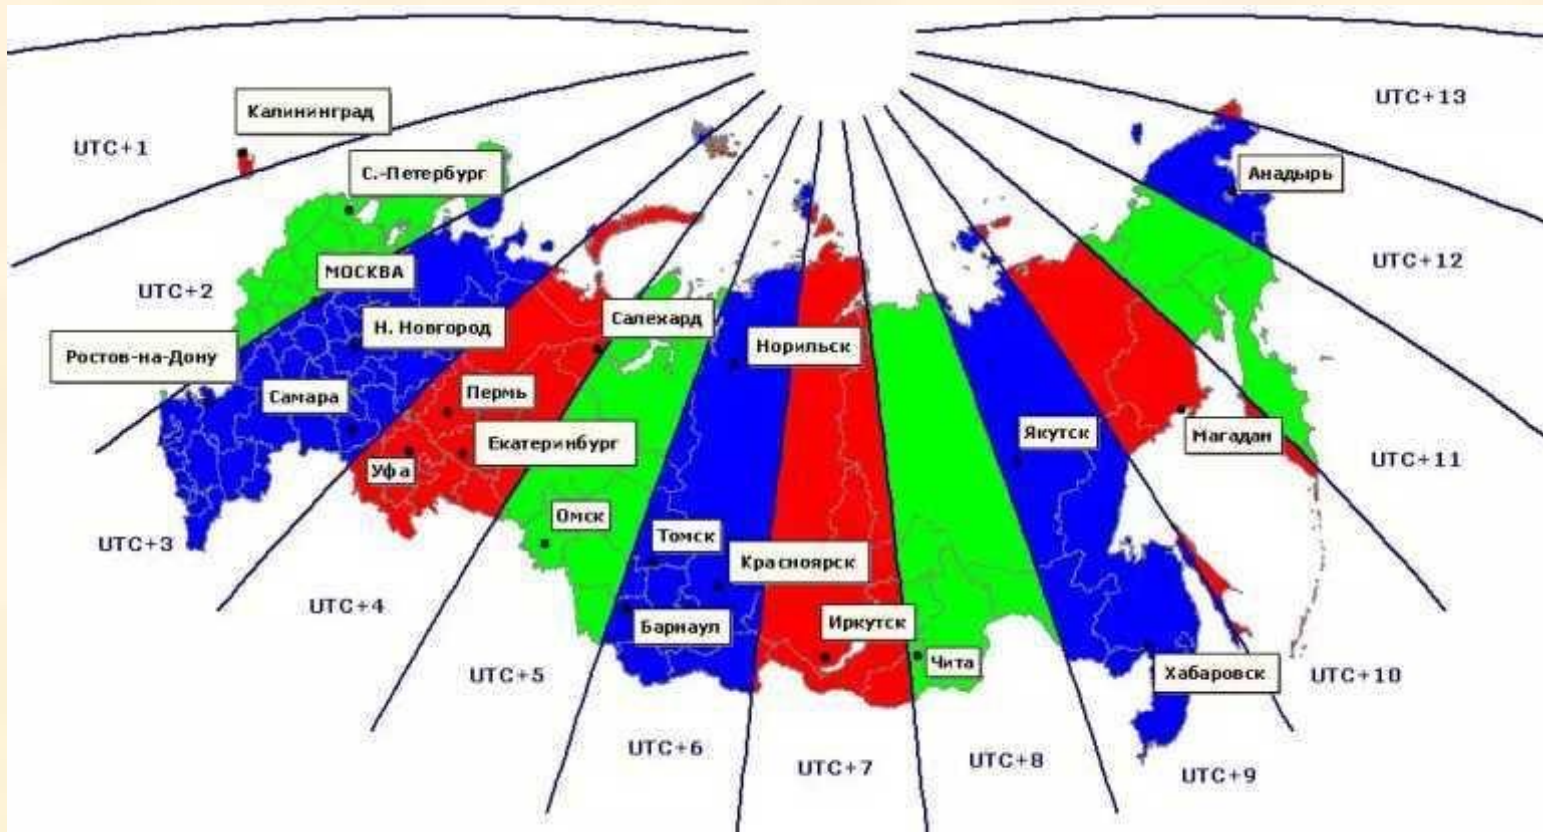 UTC+13
Калининград
UTC+1
С.-Петербург
Анадырь
МОСКВА
UTC+12
UTC+2
Салехард
Н. Новгород
Норильск
Ростов-на-Дону
Пермь
Самара
Якутск
Магадан
Екатеринбург
Уфа
UTC+11
Омск
Томск
UTC+3
Красноярск
UTC+4
Иркутск
Барнаул
Чита
Хабаровск
UTC+5
UTC+10
UTC+6
UTC+8
UTC+7
UTC+9